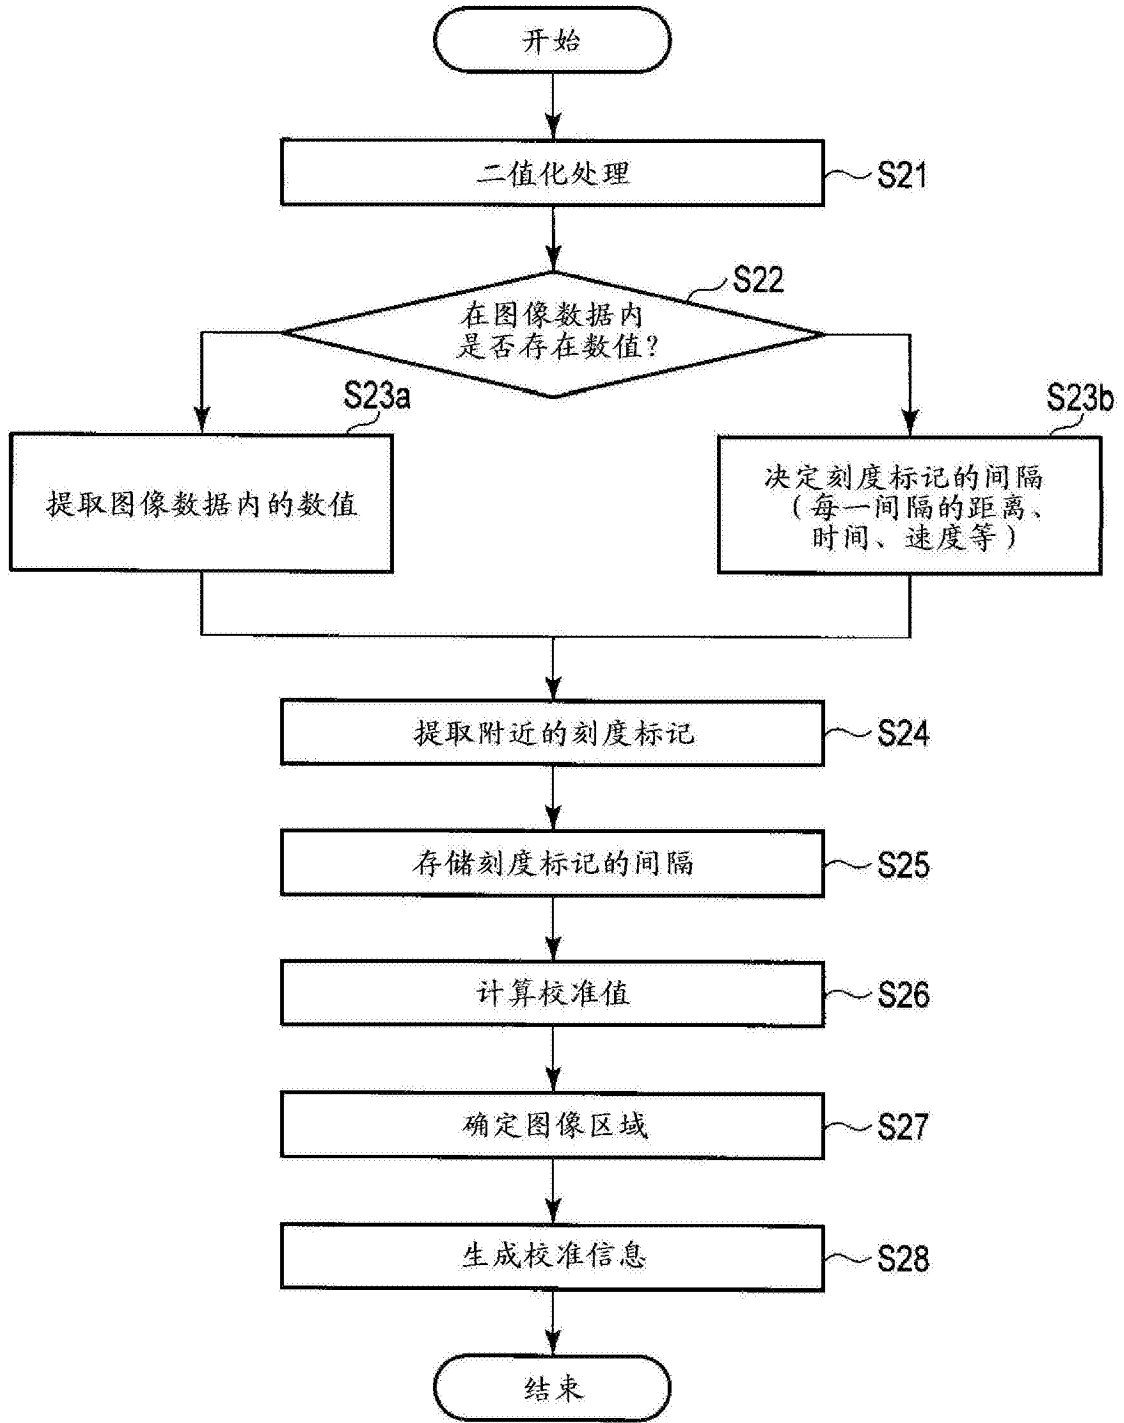 开始
二值化处理
S21
S22
在图像数据内
是否存在数值？
S23a
提取图像数据内的数值
S23b
决定刻度标记的间隔
（每一间隔的距离、
时间、速度等）
提取附近的刻度标记
S24
存储刻度标记的间隔
S25
计算校准值
S26
确定图像区域
S27
生成校准信息
S28
结束